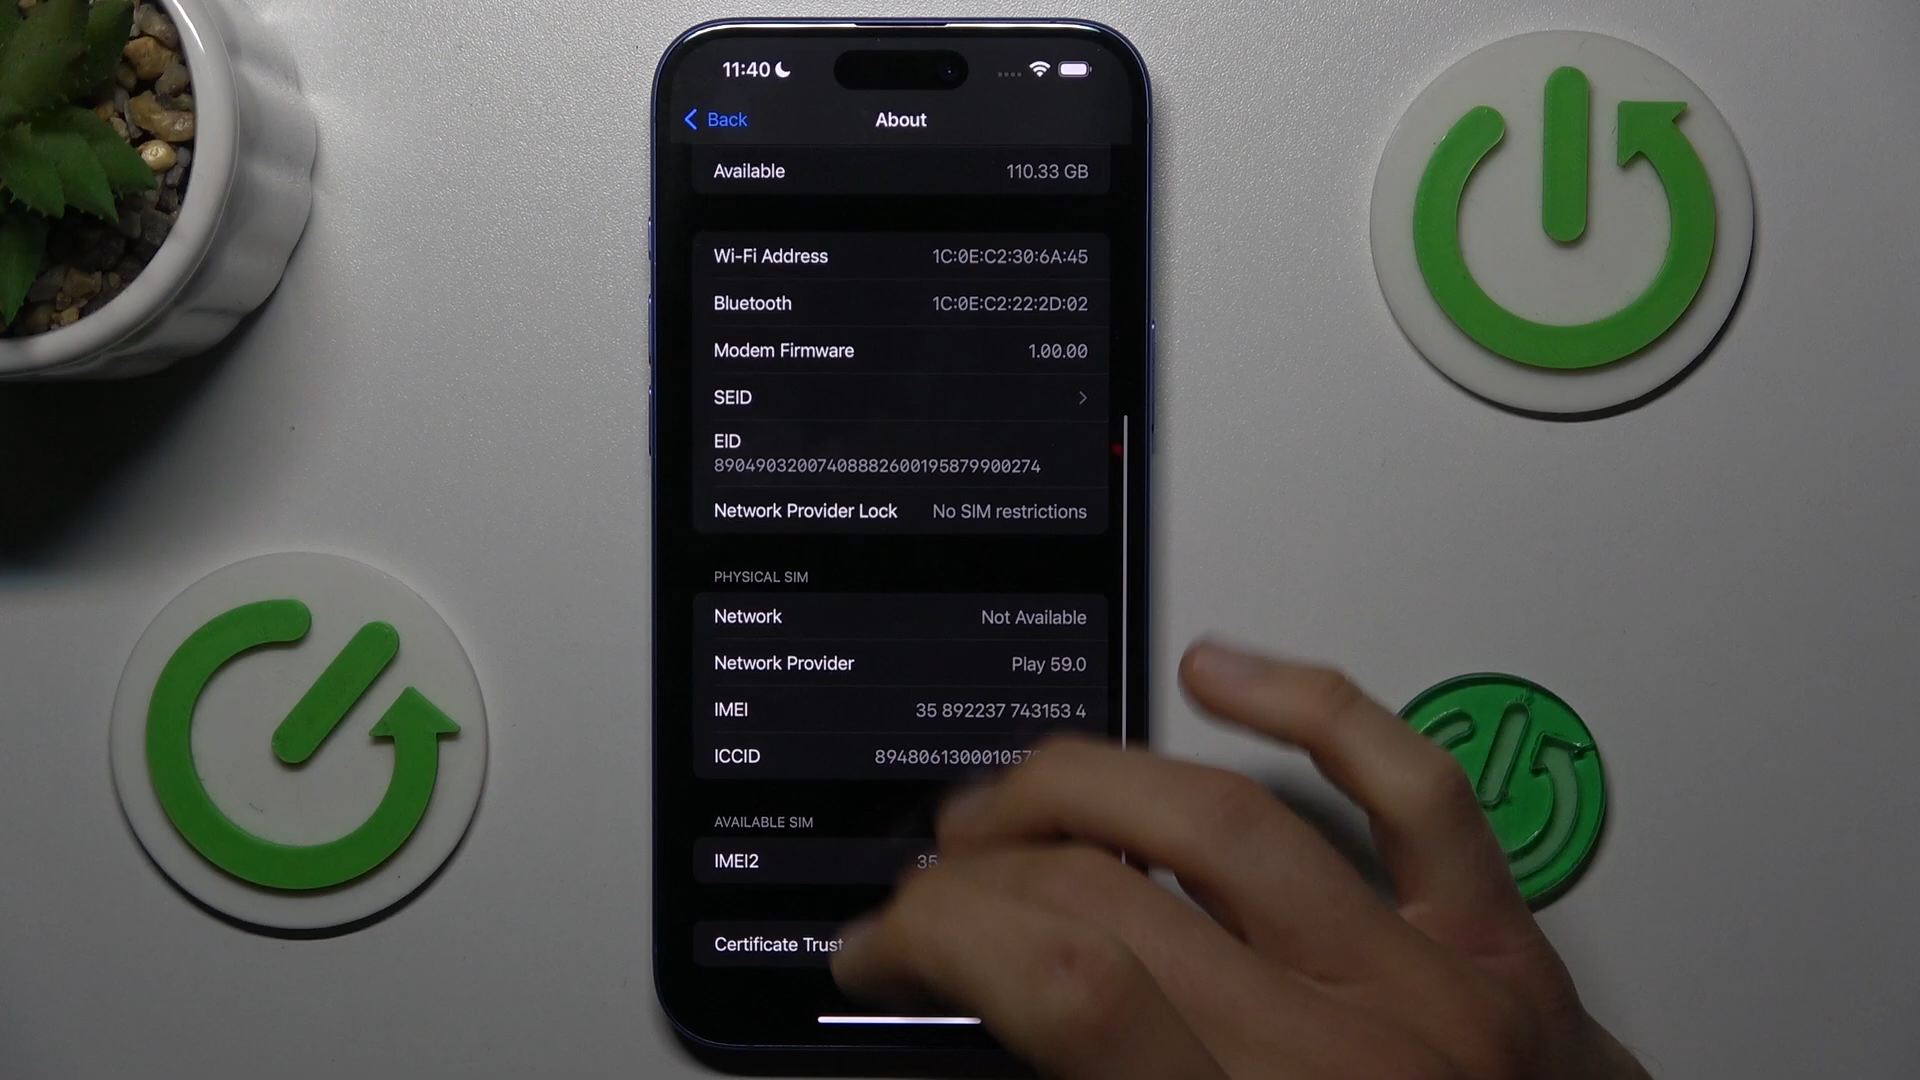 11:40
Back
About
Available 110.33 GB
Wi-Fi Address 1C:0E:C2:30:6A:45
Bluetooth 1C:0E:C2:22:2D:02
Modem Firmware 1.00.00
SEID
EID
89049032007408882600195879900274
Network Provider Lock No SIM restrictions
PHYSICAL SIM
Network Not Available
Network Provider Play 59.0
IMEI 35 892237 743153 4
ICCID
AVAILABLE SIM
IMEI2 35
Certificate Trust